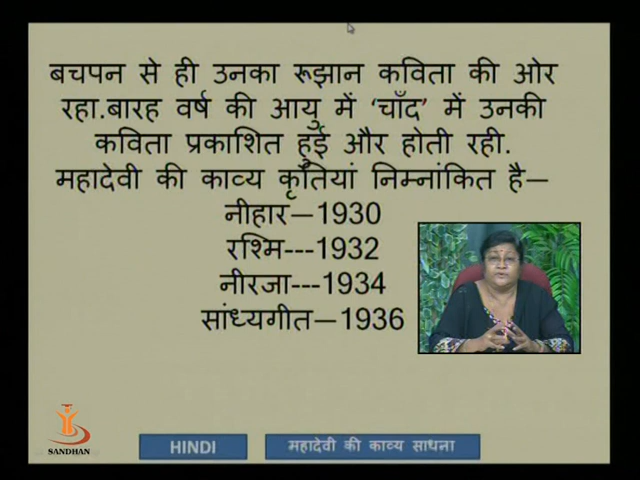 बचपन से ही उनका रूझान कविता की ओर
रहा.बारह वर्ष की आयु में ‘चाँद’ में उनकी
कविता प्रकाशित हुई और होती रही.
महादेवी की काव्य कृतियां निम्नांकित है—
नीहार—1930
रश्मि---1932
नीरजा---1934
सांध्यगीत—1936
SANDHAN
HINDI
महादेवी की काव्य साधना